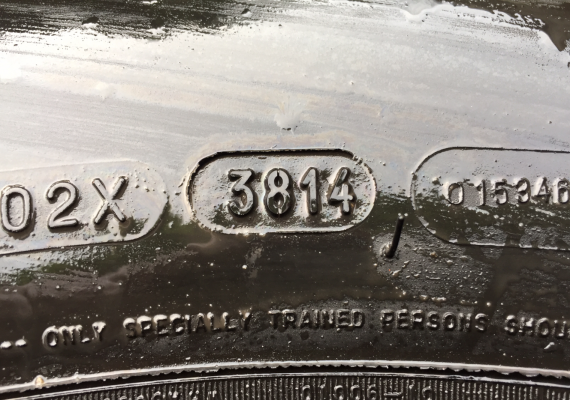 02X 3814 015346
ONLY SPECIALLY TRAINED PERSONS SHOU